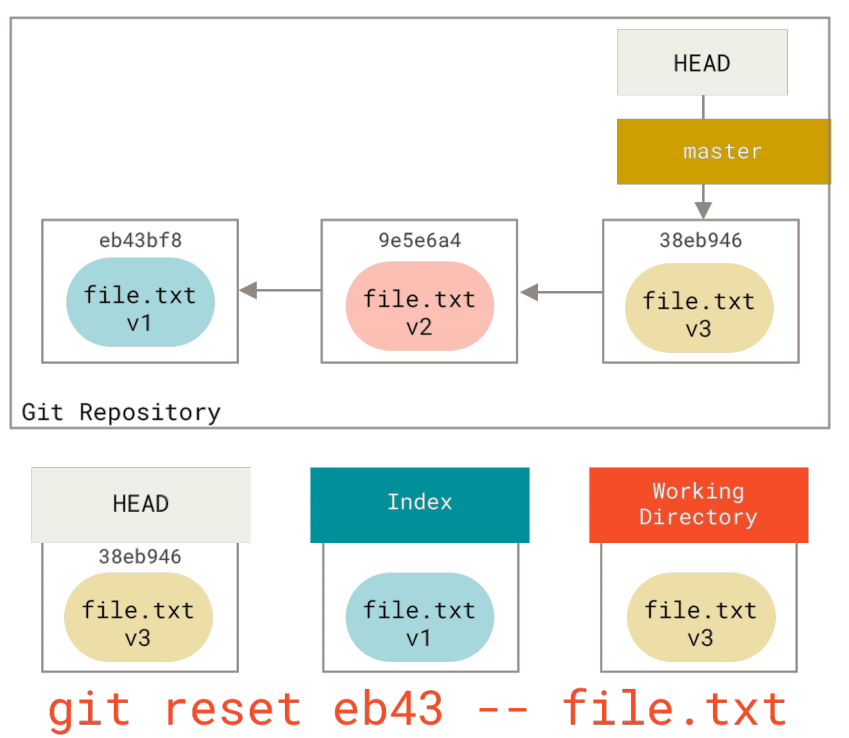 HEAD
master
eb43bf8
9e5e6a4
38eb946
file.txt
v1
file.txt
v2
file.txt
v3
Git Repository
HEAD
Index
Working
Directory
38eb946
file.txt
v3
file.txt
v1
file.txt
v3
git reset eb43 -- file.txt